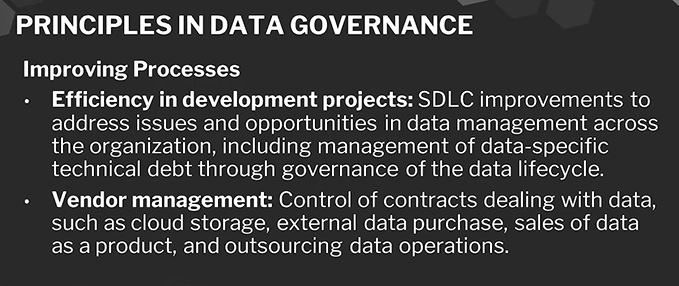 PRINCIPLES IN DATA GOVERNANCE
Improving Processes
• Efficiency in development projects: SDLC improvements to
address issues and opportunities in data management across
the organization, including management of data-specific
technical debt through governance of the data lifecycle.
• Vendor management: Control of contracts dealing with data,
such as cloud storage, external data purchase, sales of data
as a product, and outsourcing data operations.